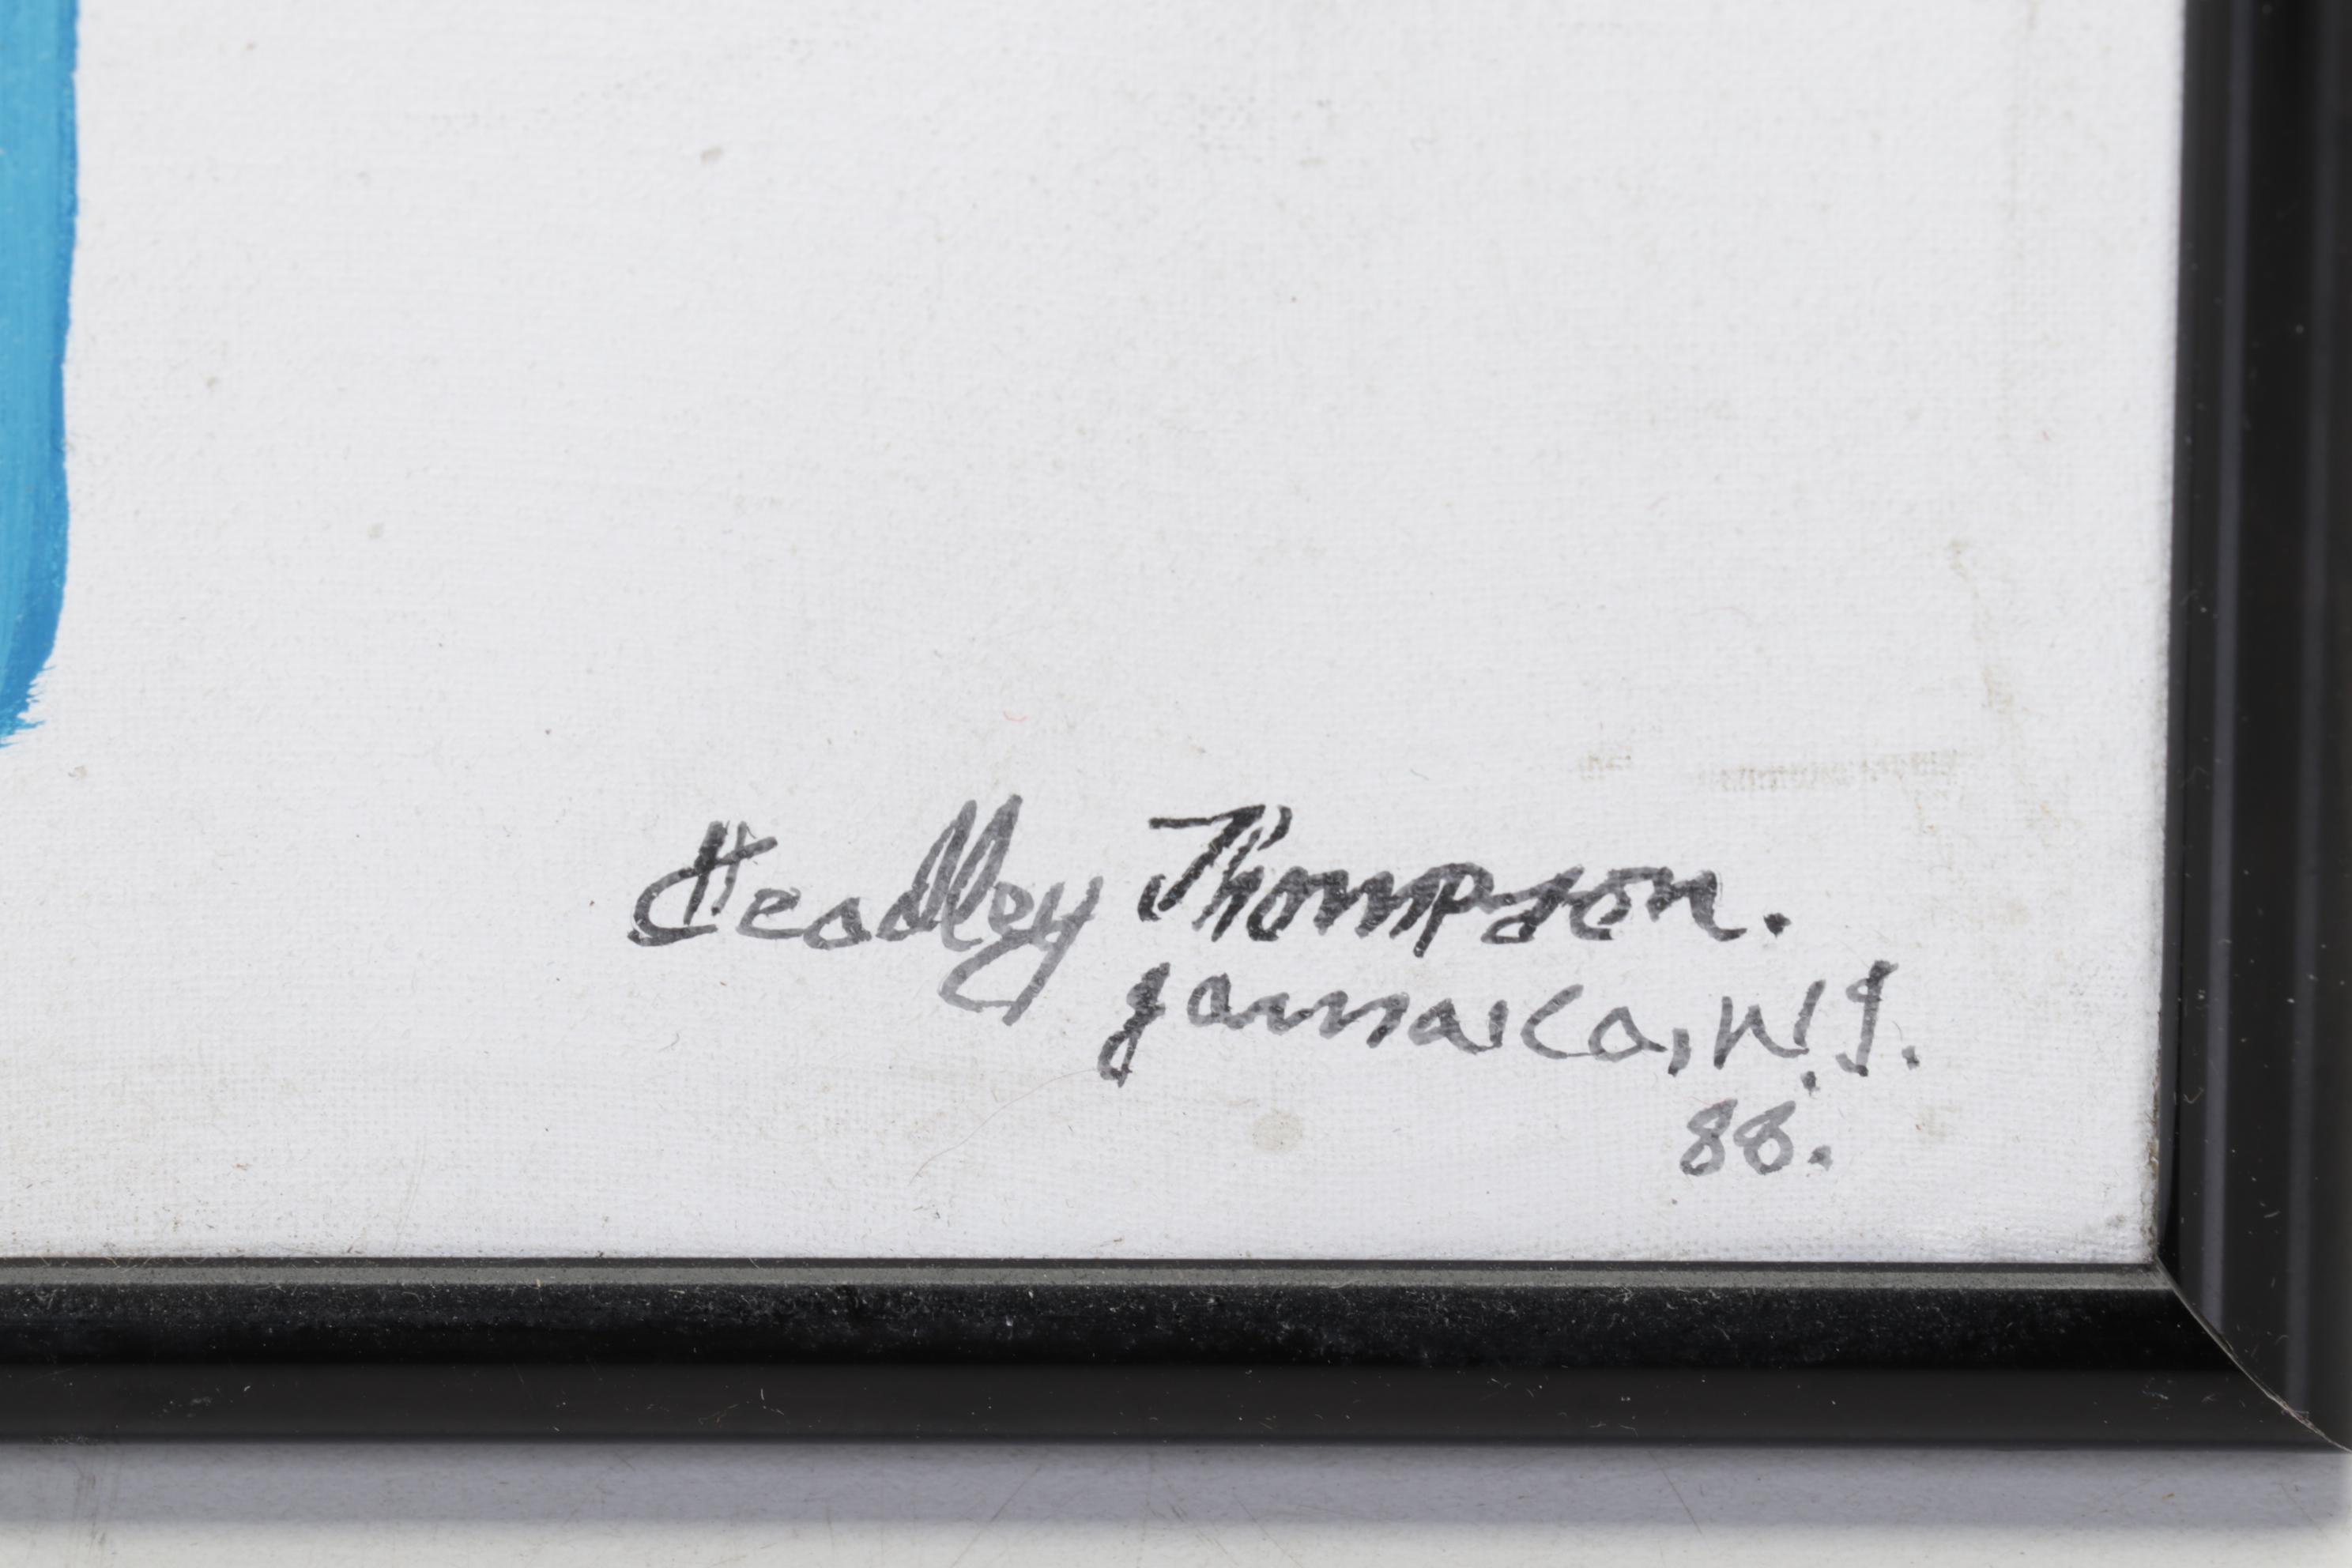 Headley Thompson.
Jamaica, W.I.
88.